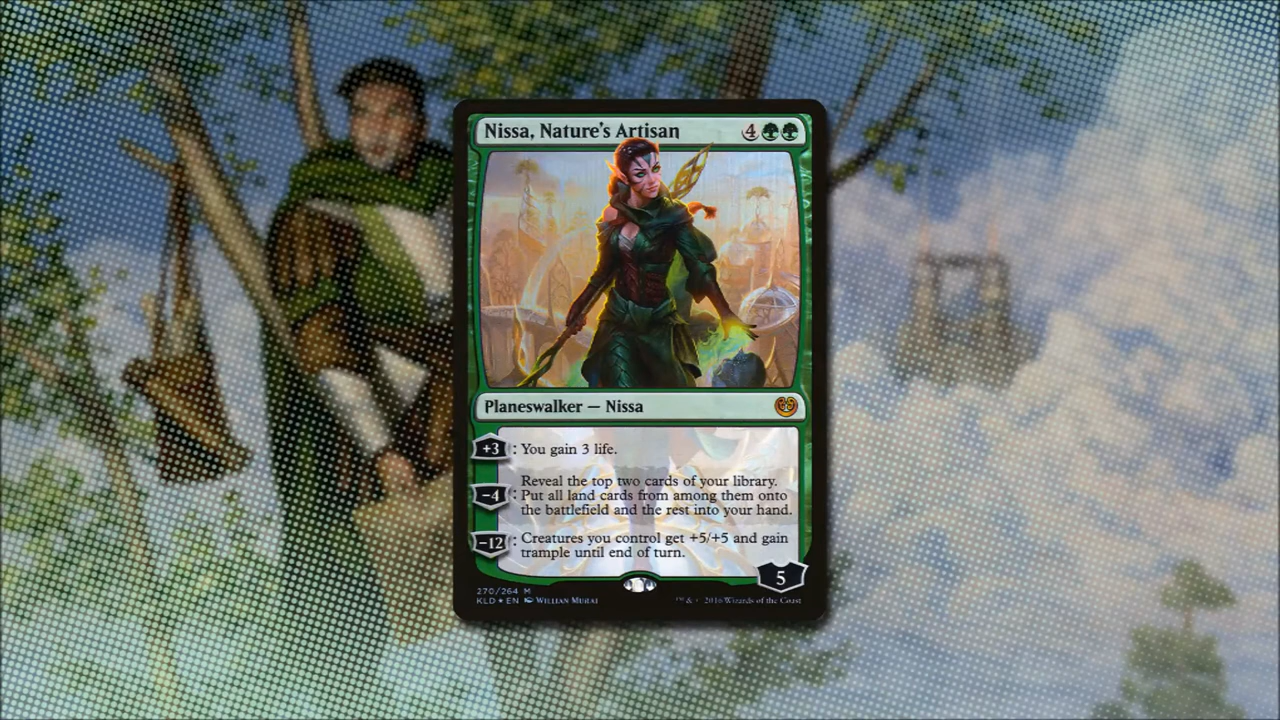 Nissa, Nature's Artisan 4
Planeswalker — Nissa
+3 : You gain 3 life.
Reveal the top two cards of your library.
-4 : Put all land cards from among them onto
the battlefield and the rest into your hand.
-12 : Creatures you control get +5/+5 and gain
trample until end of turn.
5
270/264 M
KLD ★ EN Willian Murai ™ & © 2016 Wizards of the Coast